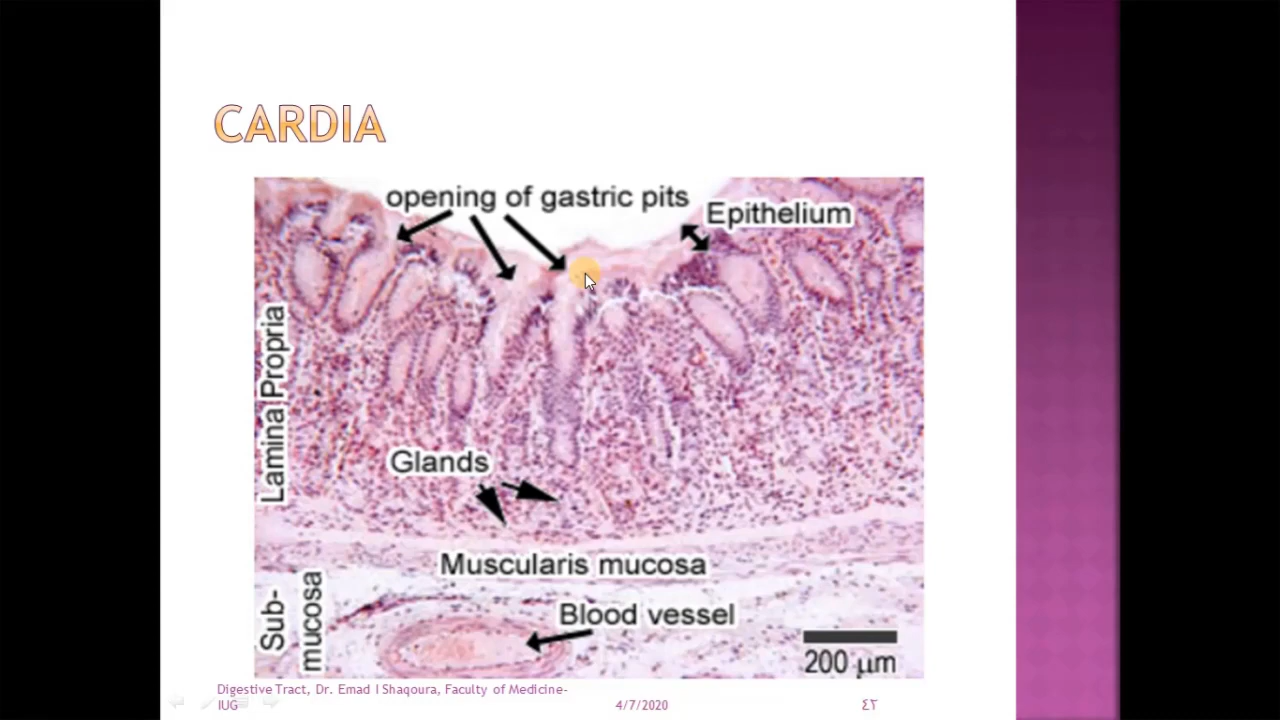 CARDIA
opening of gastric pits
Epithelium
Lamina Propria
Glands
Muscularis mucosa
Sub-
mucosa
Blood vessel
200 µm
Digestive Tract, Dr. Emad I Shaqoura, Faculty of Medicine-
IUG
4/7/2020
٤٢